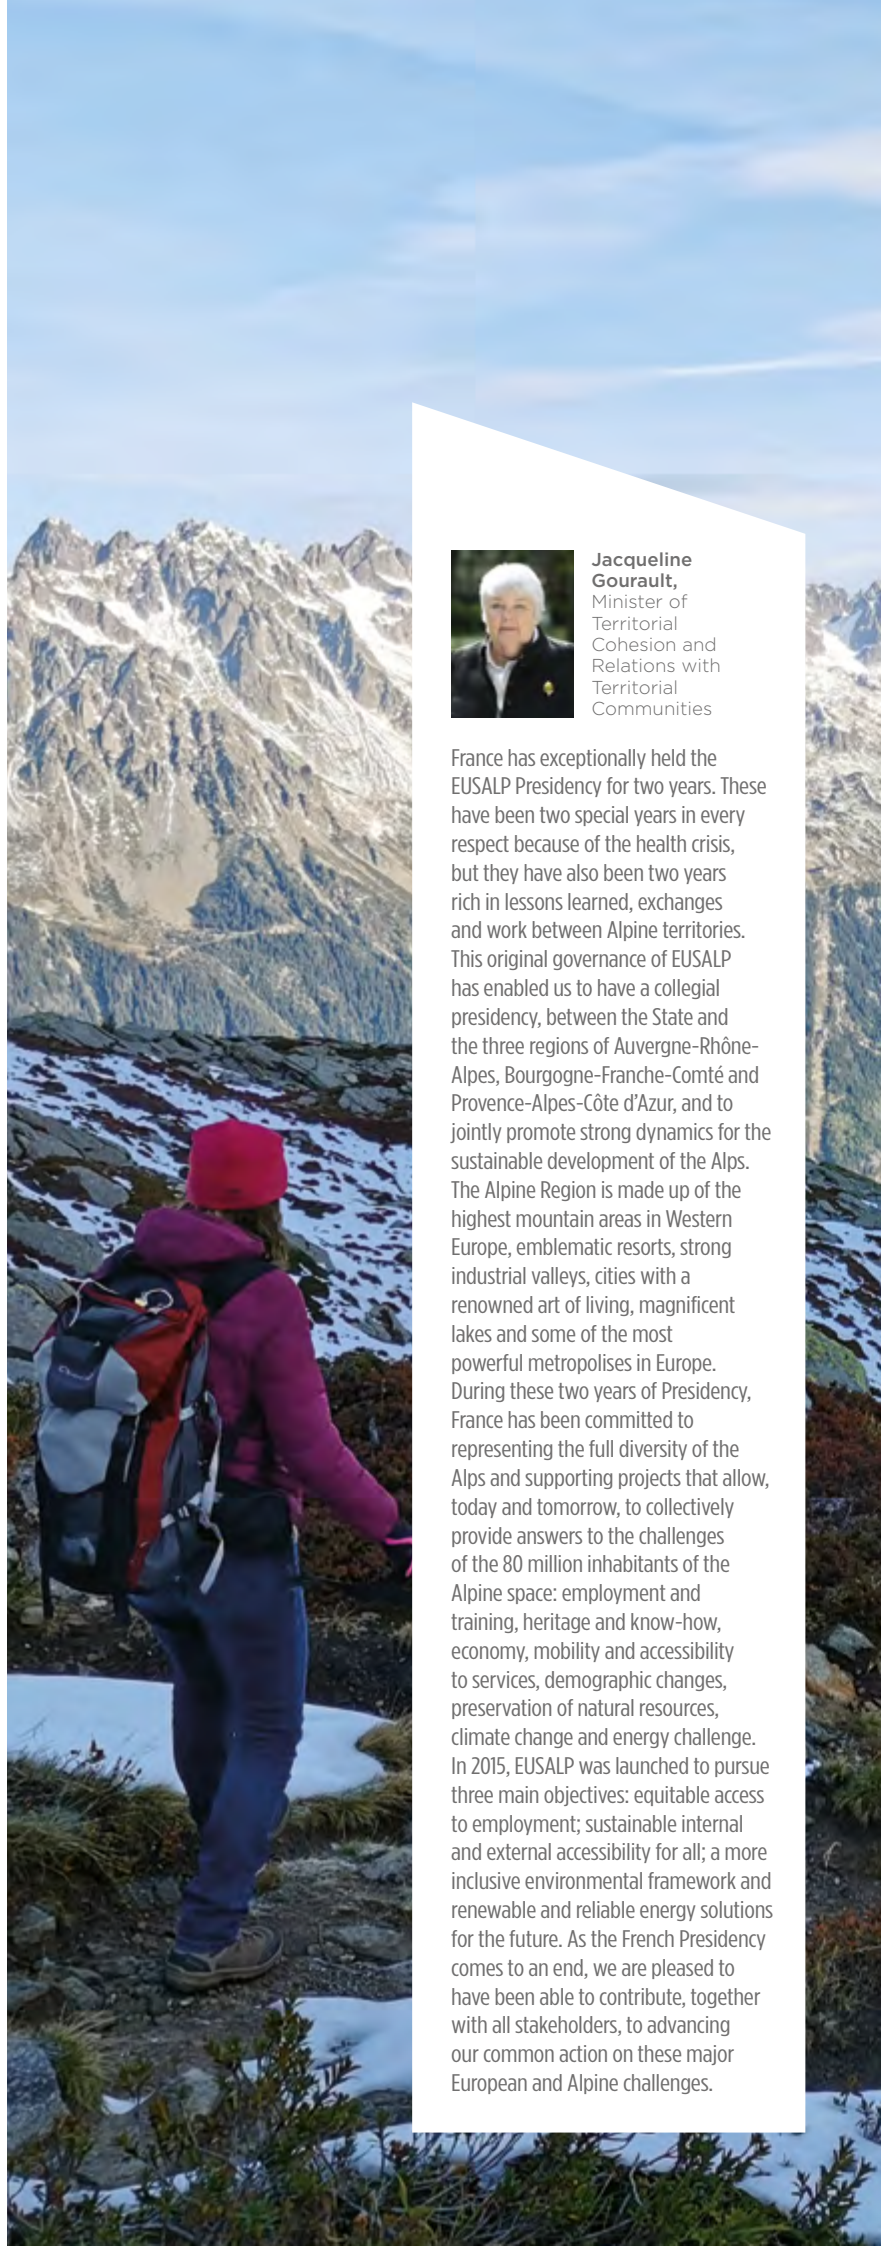 Jacqueline
Gourault,
Minister of
Territorial
Cohesion and
Relations with
Territorial
Communities
France has exceptionally held the
EUSALP Presidency for two years. These
have been two special years in every
respect because of the health crisis,
but they have also been two years
rich in lessons learned, exchanges
and work between Alpine territories.
This original governance of EUSALP
has enabled us to have a collegial
presidency, between the State and
the three regions of Auvergne-Rhône-
Alpes, Bourgogne-Franche-Comté and
Provence-Alpes-Côte d’Azur, and to
jointly promote strong dynamics for the
sustainable development of the Alps.
The Alpine Region is made up of the
highest mountain areas in Western
Europe, emblematic resorts, strong
industrial valleys, cities with a
renowned art of living, magnificent
lakes and some of the most
powerful metropolises in Europe.
During these two years of Presidency,
France has been committed to
representing the full diversity of the
Alps and supporting projects that allow,
today and tomorrow, to collectively
provide answers to the challenges
of the 80 million inhabitants of the
Alpine space: employment and
training, heritage and know-how,
economy, mobility and accessibility
to services, demographic changes,
preservation of natural resources,
climate change and energy challenge.
In 2015, EUSALP was launched to pursue
three main objectives: equitable access
to employment; sustainable internal
and external accessibility for all; a more
inclusive environmental framework and
renewable and reliable energy solutions
for the future. As the French Presidency
comes to an end, we are pleased to
have been able to contribute, together
with all stakeholders, to advancing
our common action on these major
European and Alpine challenges.